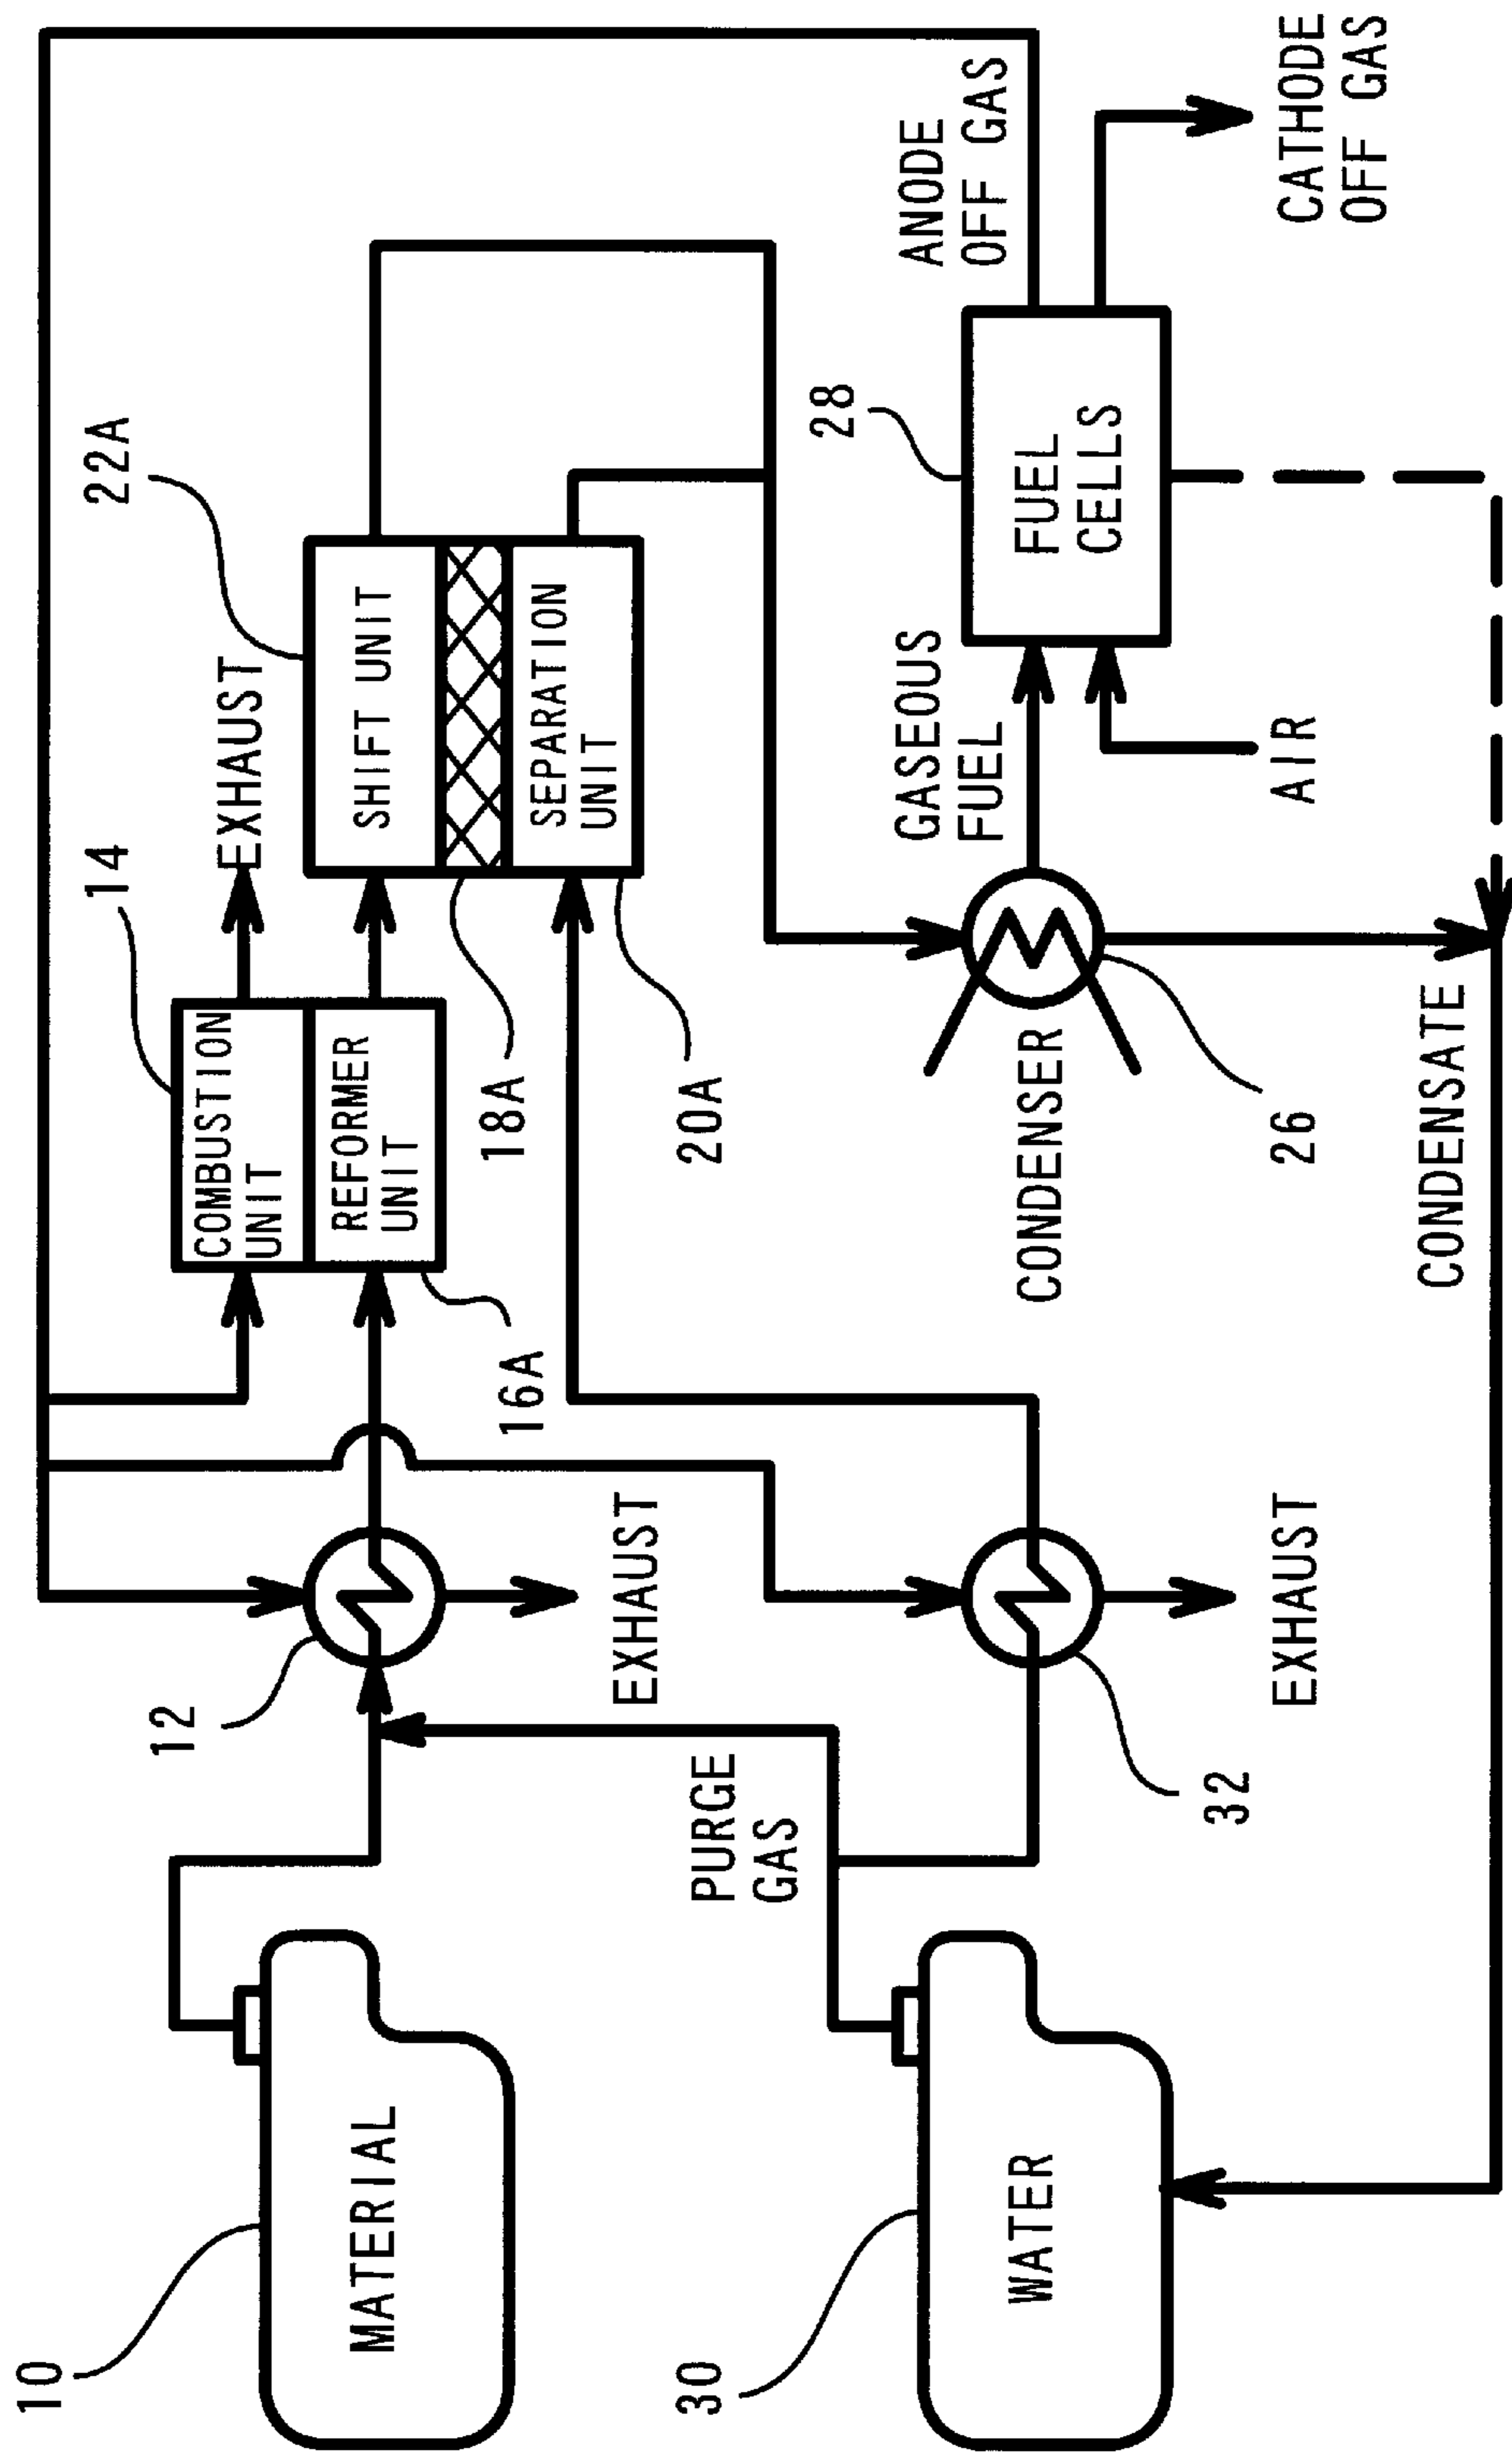 10
MATERIAL
12
14
COMBUSTION
UNIT
REFORMER
UNIT
16A
EXHAUST
22A
SHIFT UNIT
18A
SEPARATION
UNIT
20A
EXHAUST
PURGE
GAS
30
WATER
32
EXHAUST
CONDENSER
26
CONDENSATE
GASEOUS
FUEL
AIR
28
FUEL
CELLS
ANODE
OFF GAS
CATHODE
OFF GAS